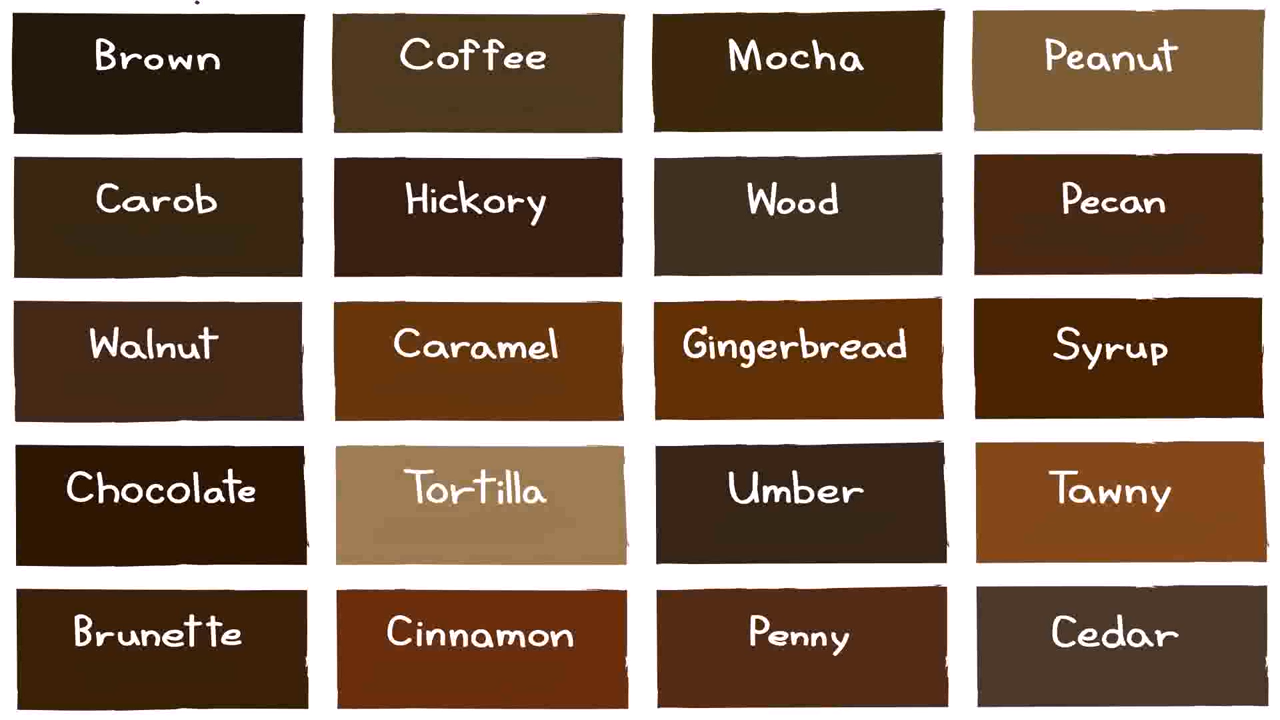 Brown Coffee Mocha Peanut
Carob Hickory Wood Pecan
Walnut Caramel Gingerbread Syrup
Chocolate Tortilla Umber Tawny
Brunette Cinnamon Penny Cedar